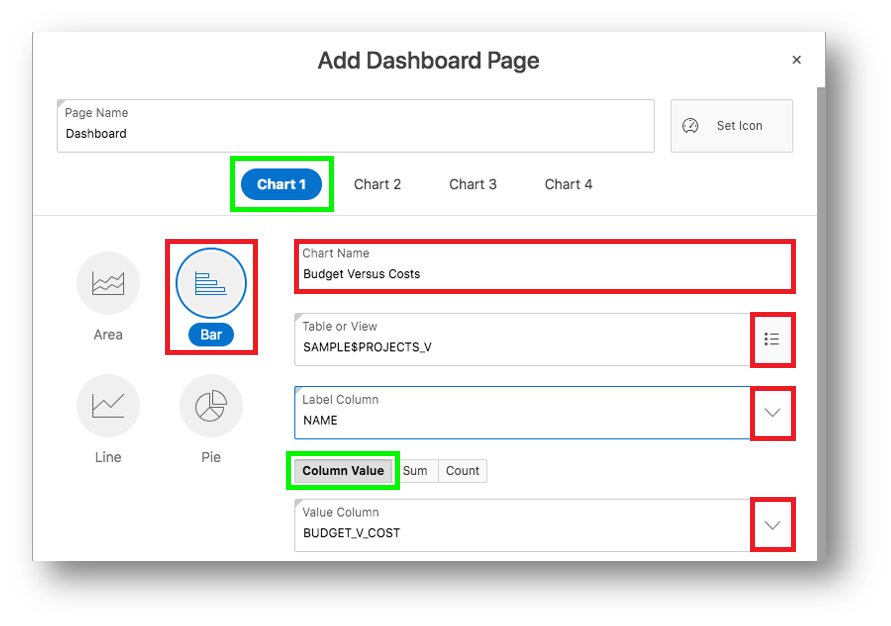 Add Dashboard Page
×
Page Name
Dashboard
Set Icon
Chart 1
Chart 2
Chart 3
Chart 4
Area
Bar
Line
Pie
Chart Name
Budget Versus Costs
Table or View
SAMPLE$PROJECTS_V
Label Column
NAME
Column Value
Sum
Count
Value Column
BUDGET_V_COST